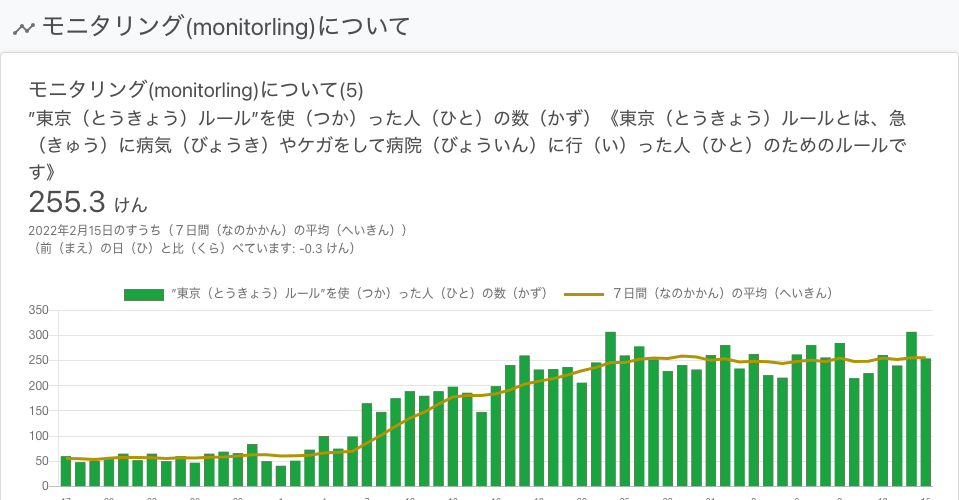 モニタリング(monitorling)について
モニタリング(monitorling)について(5)
”東京（とうきょう）ルール”を使（つか）った人（ひと）の数（かず）《東京（とうきょう）ルールとは、急
（きゅう）に病気（びょうき）やケガをして病院（びょういん）に行（い）った人（ひと）のためのルールで
す》
255.3 けん
2022年2月15日のすうち（７日間（なのかかん）の平均（へいきん））
（前（まえ）の日（ひ）と比（くら）べています: -0.3 けん）
”東京（とうきょう）ルール”を使（つか）った人（ひと）の数（かず） ７日間（なのかかん）の平均（へいきん）
350
300
250
200
150
100
50
0